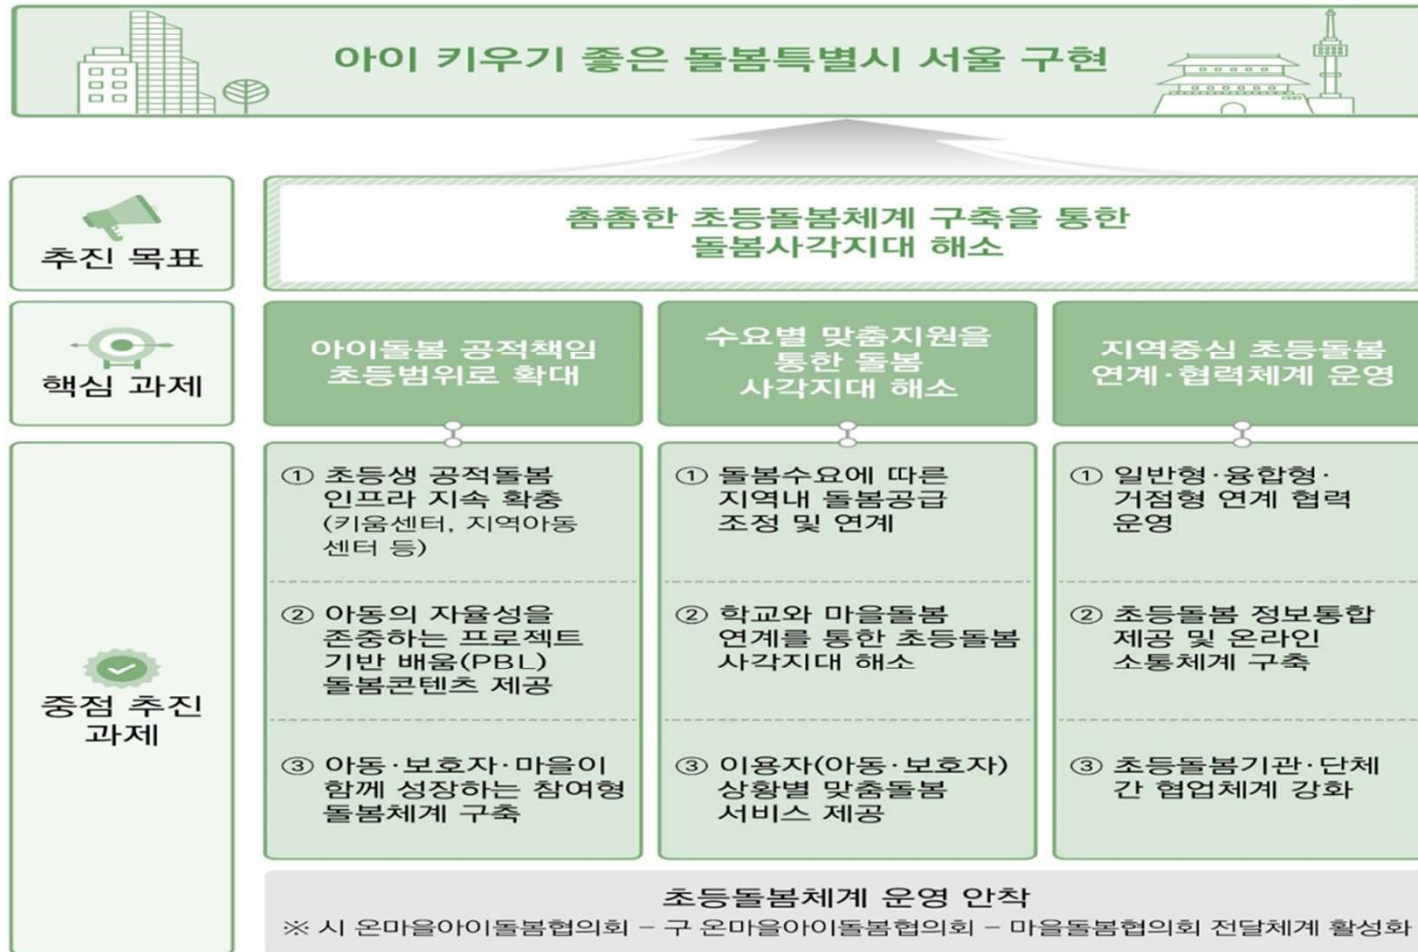 아이 키우기 좋은 돌봄특별시 서울 구현
추진 목표
촘촘한 초등돌봄체계 구축을 통한
돌봄사각지대 해소
핵심 과제
아이돌봄 공적책임
초등범위로 확대
수요별 맞춤지원을
통한 돌봄
사각지대 해소
지역중심 초등돌봄
연계·협력체계 운영
중점 추진
과제
① 초등생 공적돌봄
인프라 지속 확충
(키움센터, 지역아동
센터 등)
② 아동의 자율성을
존중하는 프로젝트
기반 배움(PBL)
돌봄콘텐츠 제공
③ 아동·보호자·마을이
함께 성장하는 참여형
돌봄체계 구축
① 돌봄수요에 따른
지역내 돌봄공급
조정 및 연계
② 학교와 마을돌봄
연계를 통한 초등돌봄
사각지대 해소
③ 이용자(아동·보호자)
상황별 맞춤돌봄
서비스 제공
① 일반형·융합형·
거점형 연계 협력
운영
② 초등돌봄 정보통합
제공 및 온라인
소통체계 구축
③ 초등돌봄기관·단체
간 협업체계 강화
초등돌봄체계 운영 안착
※ 시 온마을아이돌봄협의회 – 구 온마을아이돌봄협의회 – 마을돌봄협의회 전달체계 활성화